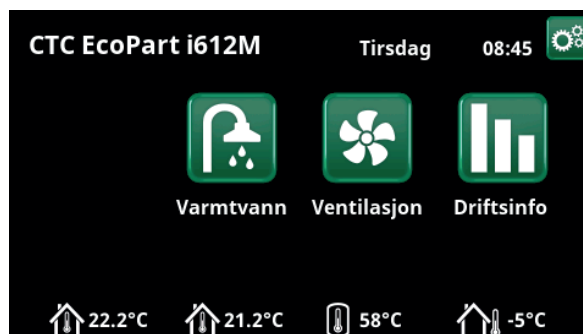 CTC EcoPart i612M Tirsdag 08:45
Varmtvann Ventilasjon Driftsinfo
22.2°C 21.2°C 58°C -5°C